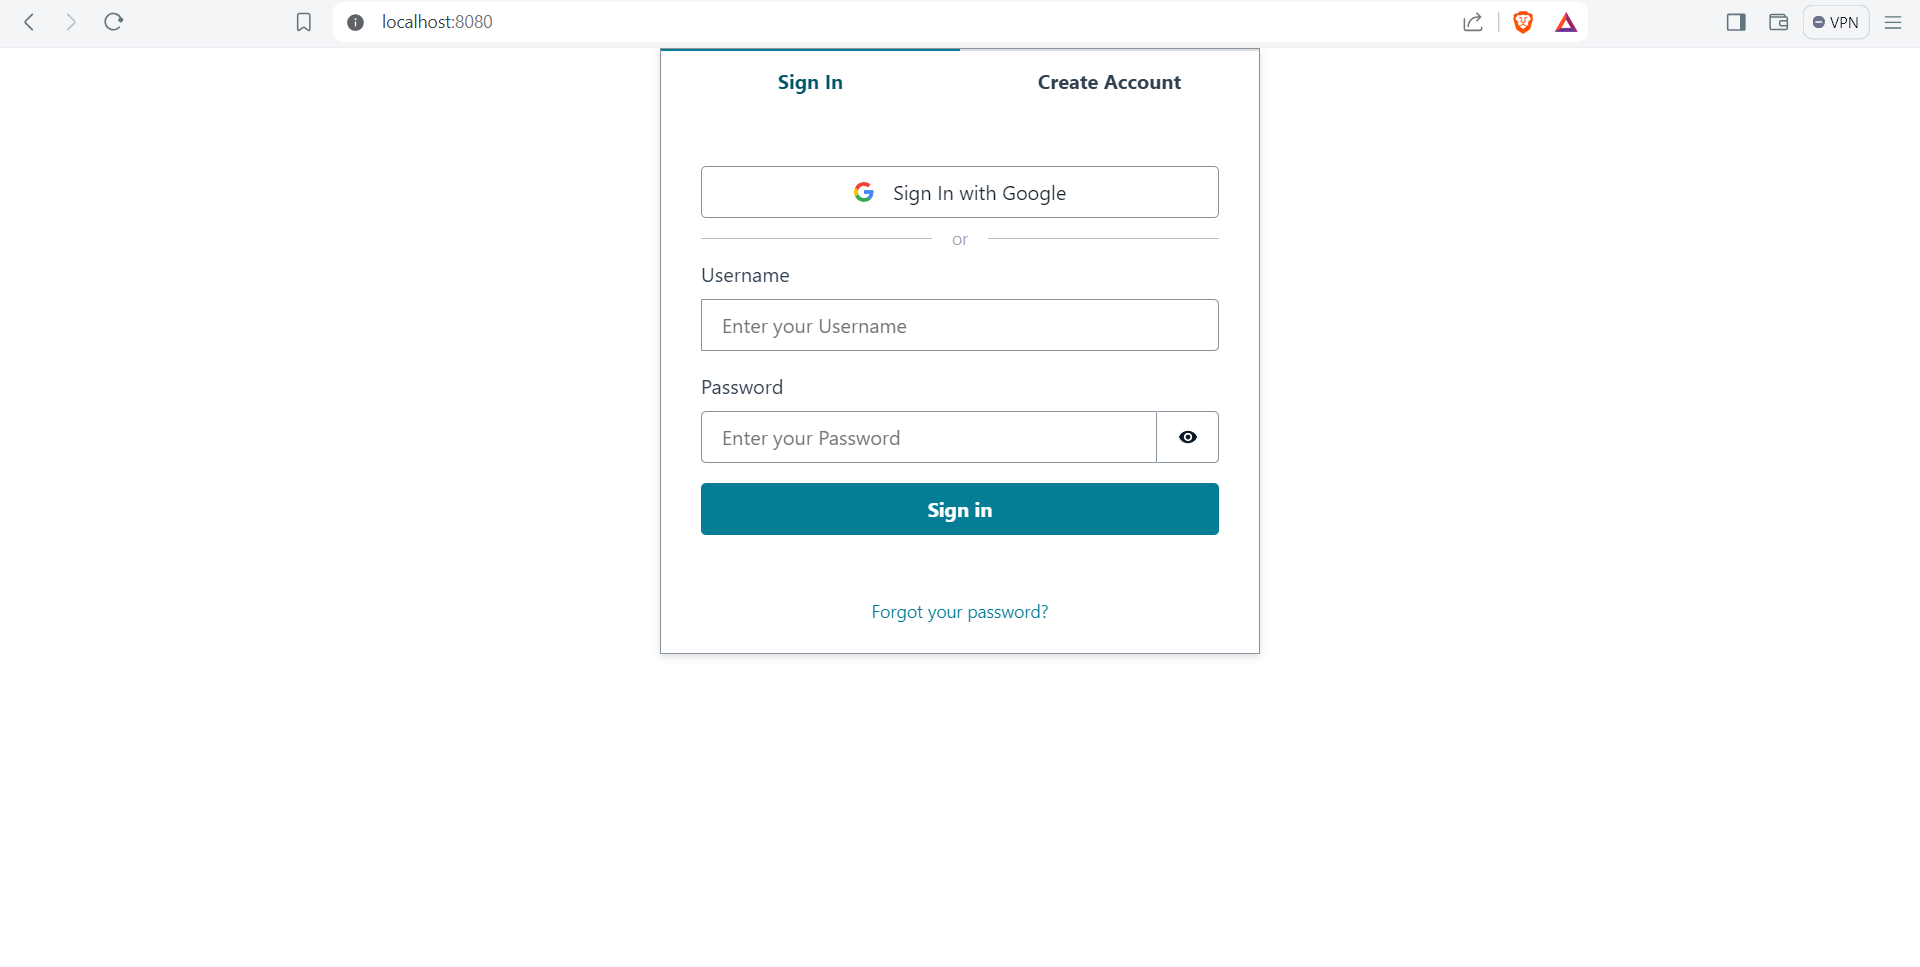 localhost:8080
VPN
Sign In
Create Account
Sign In with Google
or
Username
Enter your Username
Password
Enter your Password
Sign in
Forgot your password?